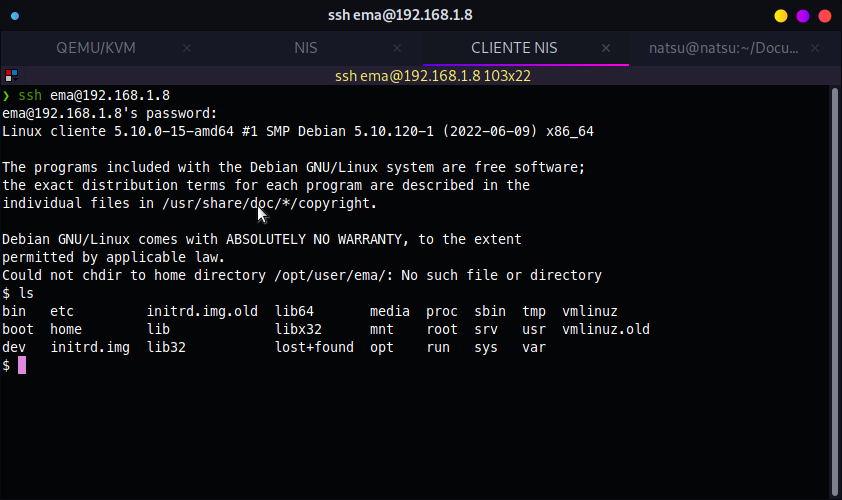 ssh ema@192.168.1.8
QEMU/KVM × NIS × CLIENTE NIS × natsu@natsu:~/Docu... ×
ssh ema@192.168.1.8 103x22
❯ ssh ema@192.168.1.8
ema@192.168.1.8's password:
Linux cliente 5.10.0-15-amd64 #1 SMP Debian 5.10.120-1 (2022-06-09) x86_64
The programs included with the Debian GNU/Linux system are free software;
the exact distribution terms for each program are described in the
individual files in /usr/share/doc/*/copyright.
Debian GNU/Linux comes with ABSOLUTELY NO WARRANTY, to the extent
permitted by applicable law.
Could not chdir to home directory /opt/user/ema/: No such file or directory
$ ls
bin   etc         initrd.img.old  lib64       media  proc  sbin  tmp  vmlinuz
boot  home        lib             libx32      mnt    root  srv   usr  vmlinuz.old
dev   initrd.img  lib32           lost+found  opt    run   sys   var
$